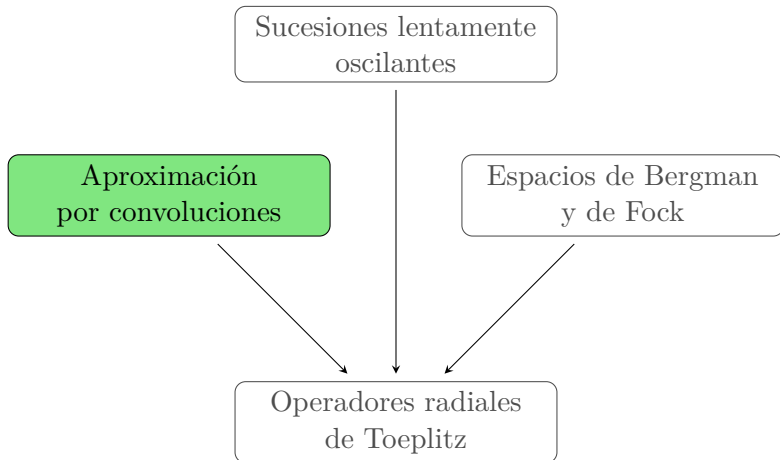 Sucesiones lentamente
oscilantes
Aproximación
por convoluciones
Espacios de Bergman
y de Fock
Operadores radiales
de Toeplitz